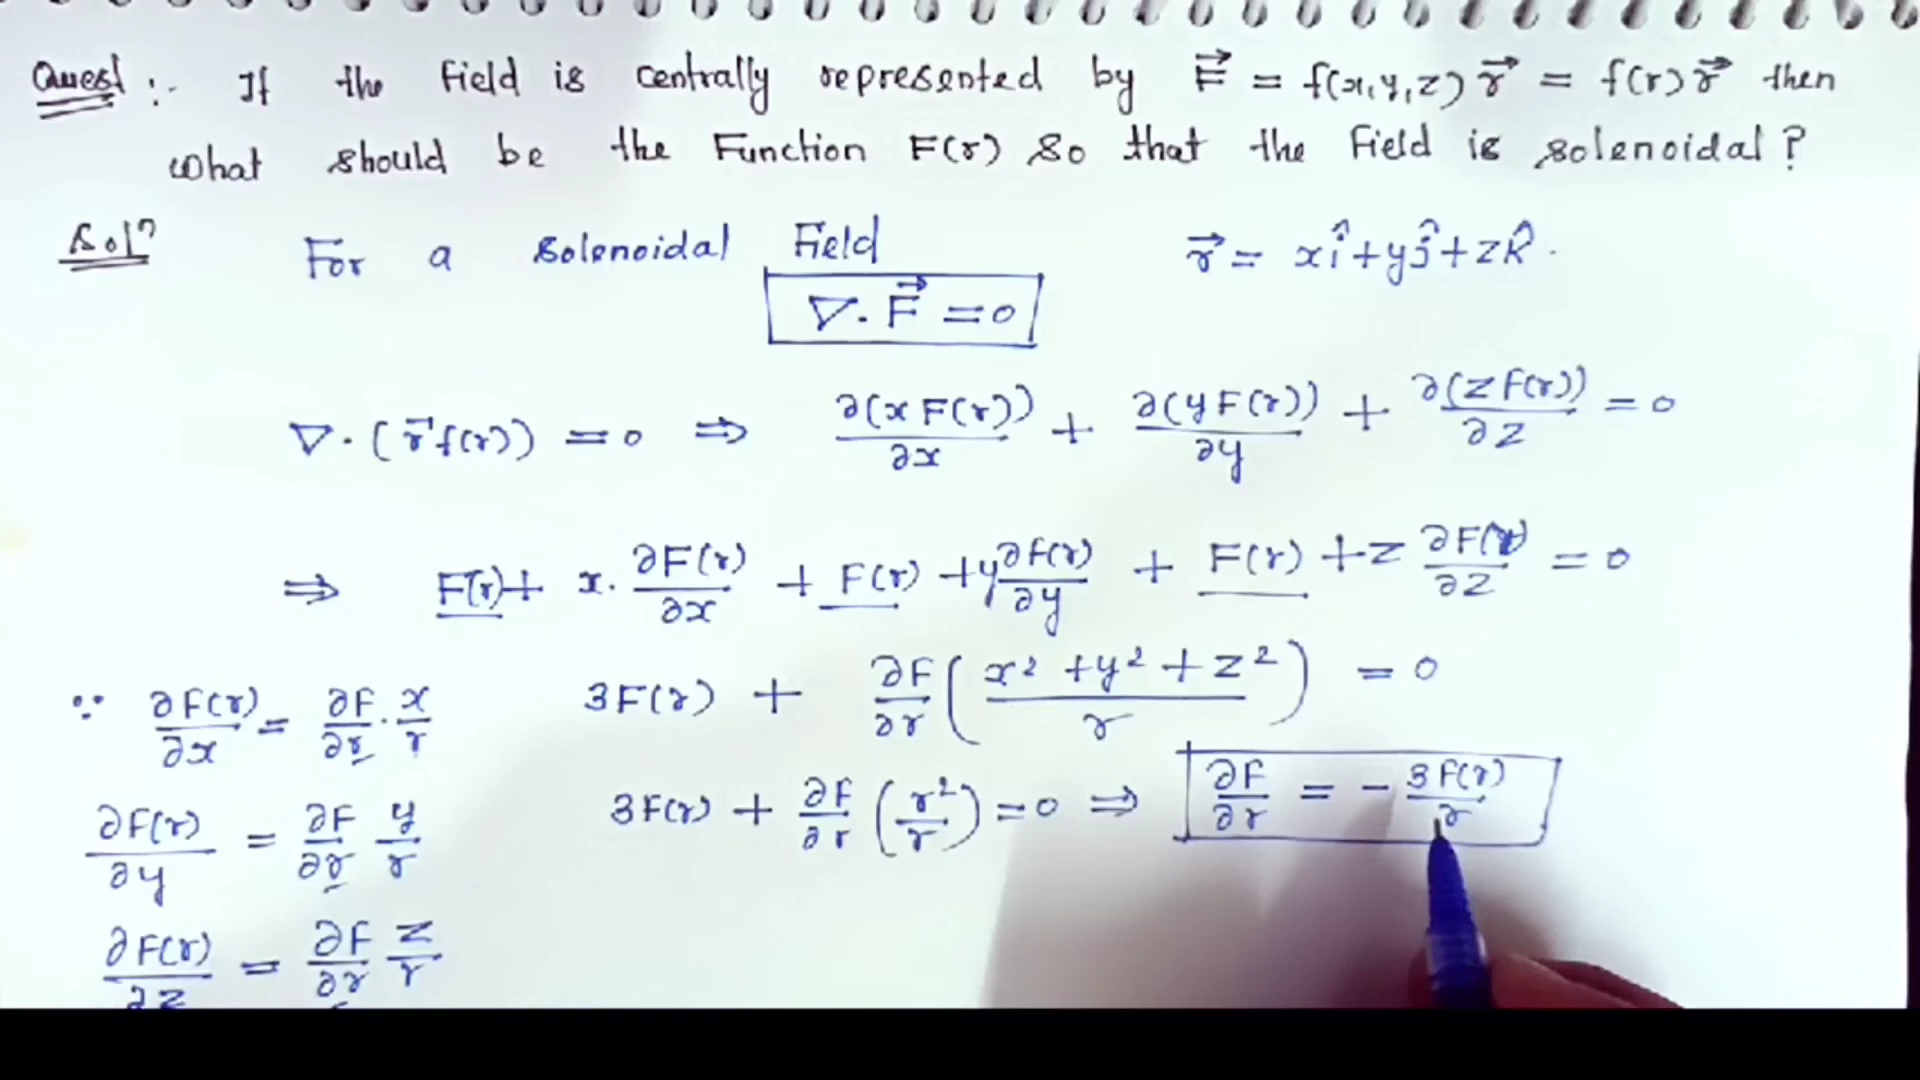 Quest :- If the Field is centrally represented by F⃗ = f(x,y,z) r⃗ = f(r) r⃗ then
what should be the Function F(r) so that the field is solenoidal?
Solⁿ For a solenoidal Field r⃗ = xî+yĵ+zk̂.
∇·F⃗ = 0
∇·(r⃗ f(r)) = 0 ⇒ ∂(x F(r))/∂x + ∂(y F(r))/∂y + ∂(z F(r))/∂z = 0
⇒ F(r) + x·∂F(r)/∂x + F(r) + y ∂f(r)/∂y + F(r) + z ∂F(r)/∂z = 0
∵ ∂F(r)/∂x = ∂F/∂r · x/r 3F(r) + ∂F/∂r (x² + y² + z²/r) = 0
∂F(r)/∂y = ∂F/∂r y/r 3F(r) + ∂F/∂r (r²/r) = 0 ⇒ ∂F/∂r = - 3F(r)/r
∂F(r)/∂z = ∂F/∂r z/r